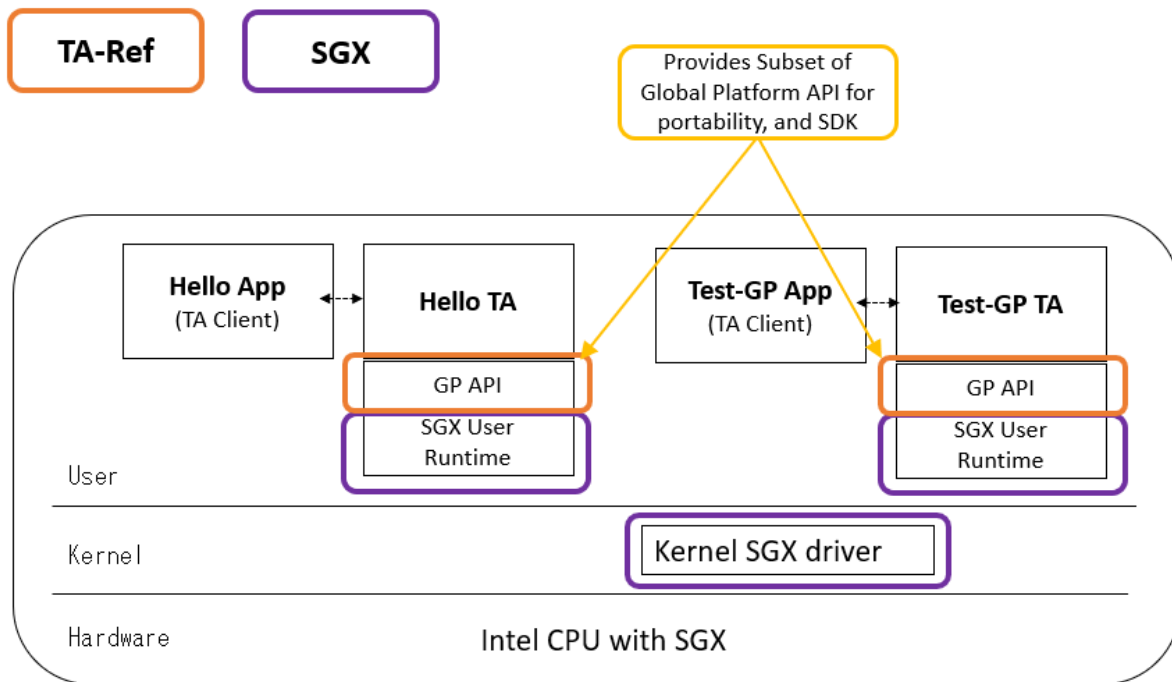 TA-Ref
SGX
Provides Subset of
Global Platform API for
portability, and SDK
Hello App
(TA Client)
Hello TA
Test-GP App
(TA Client)
Test-GP TA
GP API
GP API
SGX User
Runtime
SGX User
Runtime
User
Kernel
Kernel SGX driver
Hardware
Intel CPU with SGX